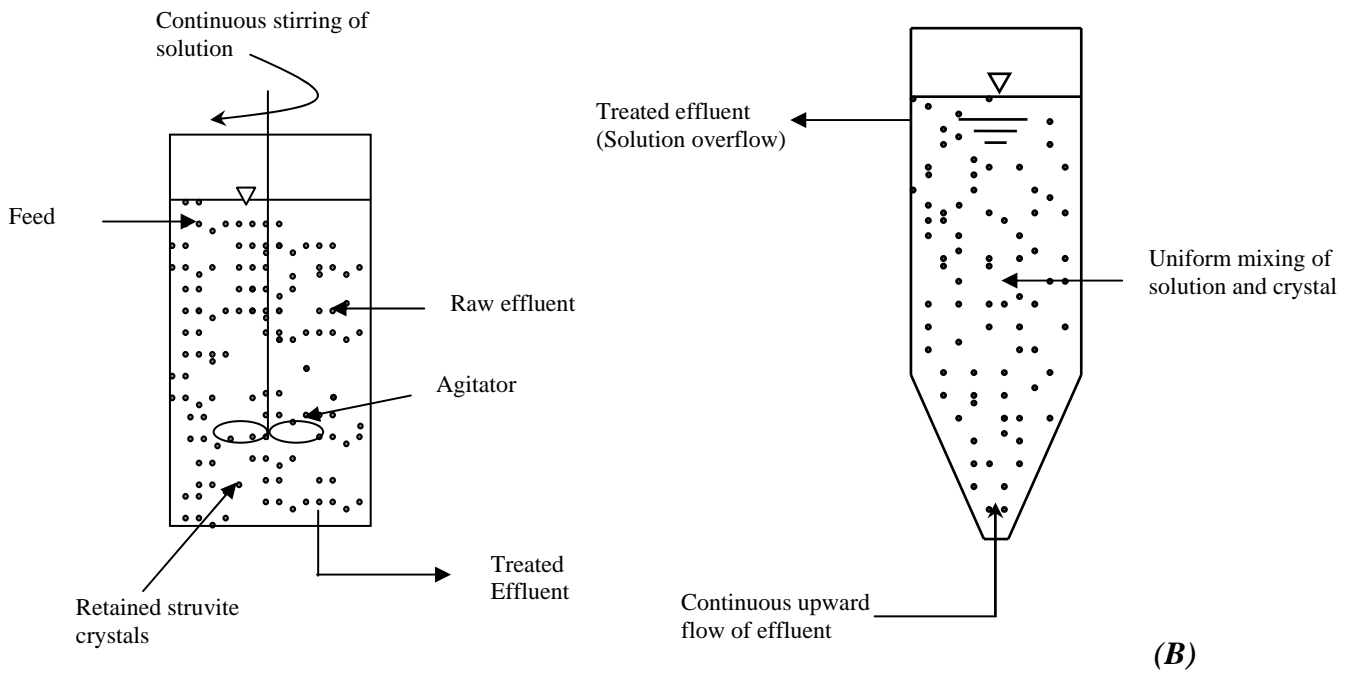 Continuous stirring of
solution
Feed
Raw effluent
Agitator
Treated
Effluent
Retained struvite
crystals
Treated effluent
(Solution overflow)
Uniform mixing of
solution and crystal
Continuous upward
flow of effluent
(B)